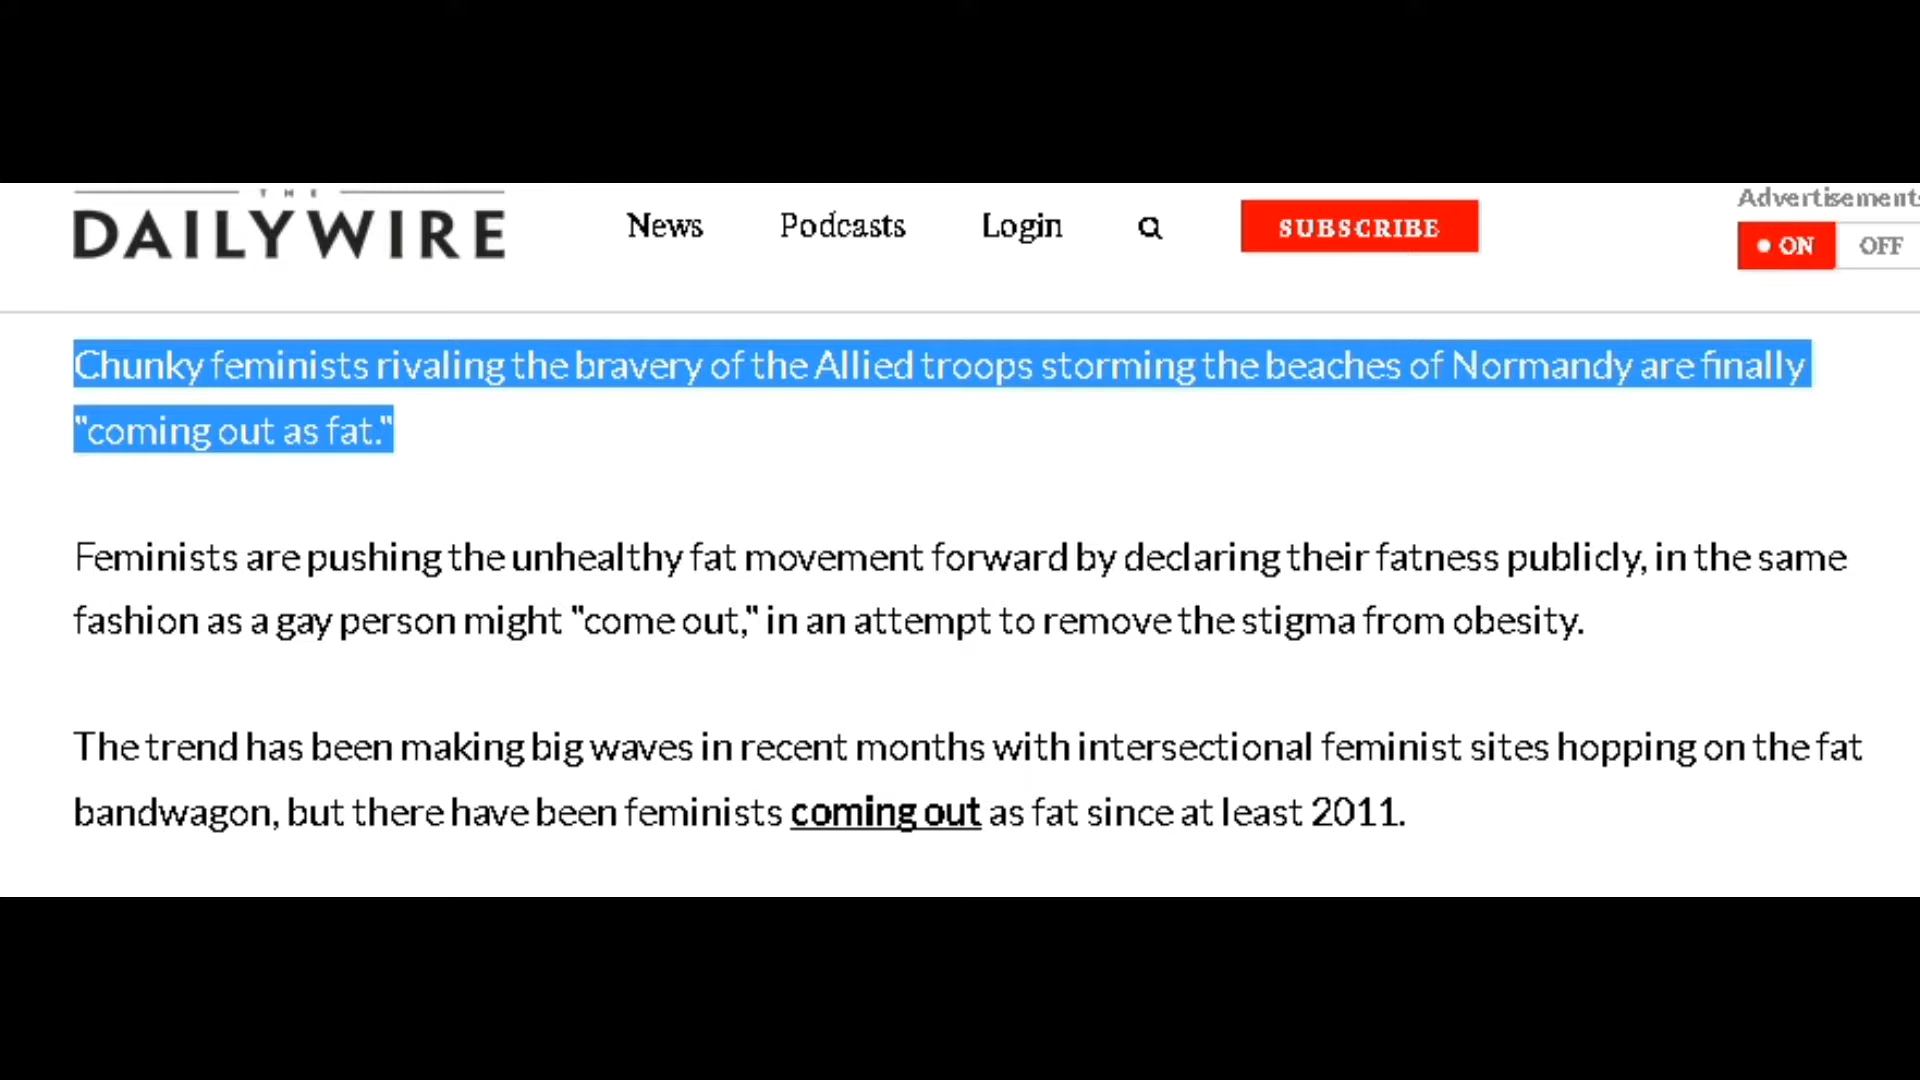 THE
DAILY WIRE
News
Podcasts
Login
SUBSCRIBE
Advertisements
ON
OFF
Chunky feminists rivaling the bravery of the Allied troops storming the beaches of Normandy are finally
"coming out as fat."
Feminists are pushing the unhealthy fat movement forward by declaring their fatness publicly, in the same
fashion as a gay person might "come out," in an attempt to remove the stigma from obesity.
The trend has been making big waves in recent months with intersectional feminist sites hopping on the fat
bandwagon, but there have been feminists coming out as fat since at least 2011.